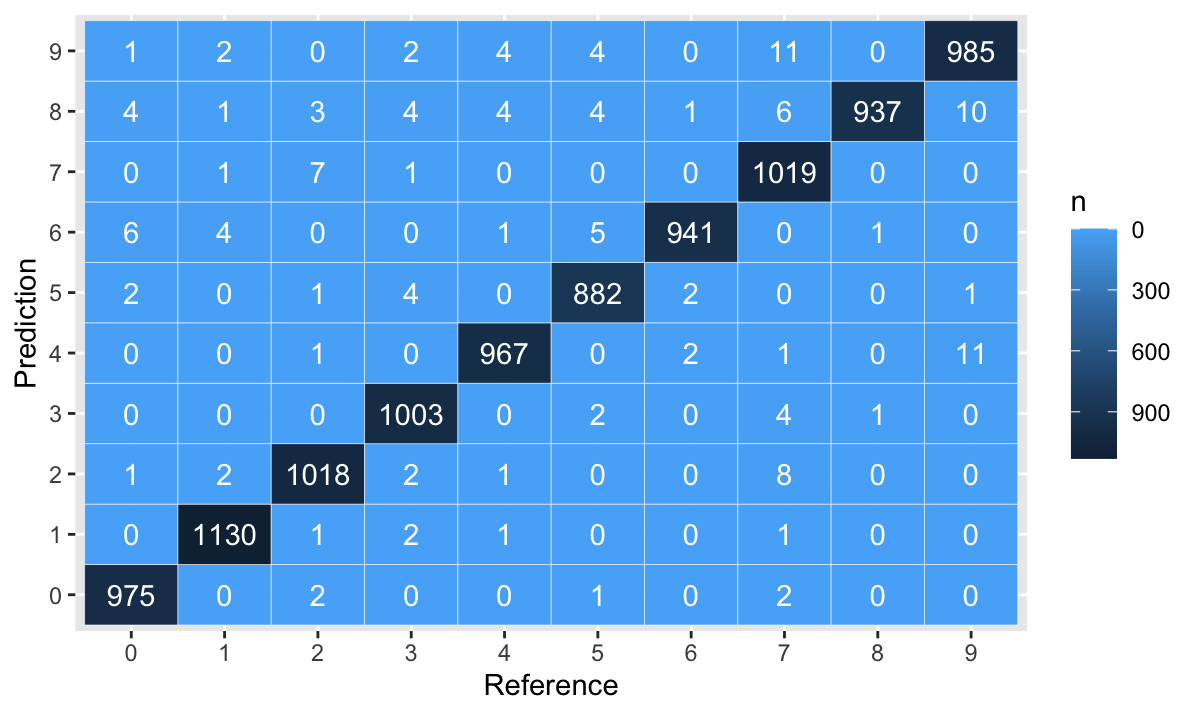 9 1 2 0 2 4 4 0 11 0 985
8 4 1 3 4 4 4 1 6 937 10
7 0 1 7 1 0 0 0 1019 0 0
6 6 4 0 0 1 5 941 0 1 0
5 2 0 1 4 0 882 2 0 0 1
4 0 0 1 0 967 0 2 1 0 11
3 0 0 0 1003 0 2 0 4 1 0
2 1 2 1018 2 1 0 0 8 0 0
1 0 1130 1 2 1 0 0 1 0 0
0 975 0 2 0 0 1 0 2 0 0
0 1 2 3 4 5 6 7 8 9
Reference
Prediction
n
0
300
600
900